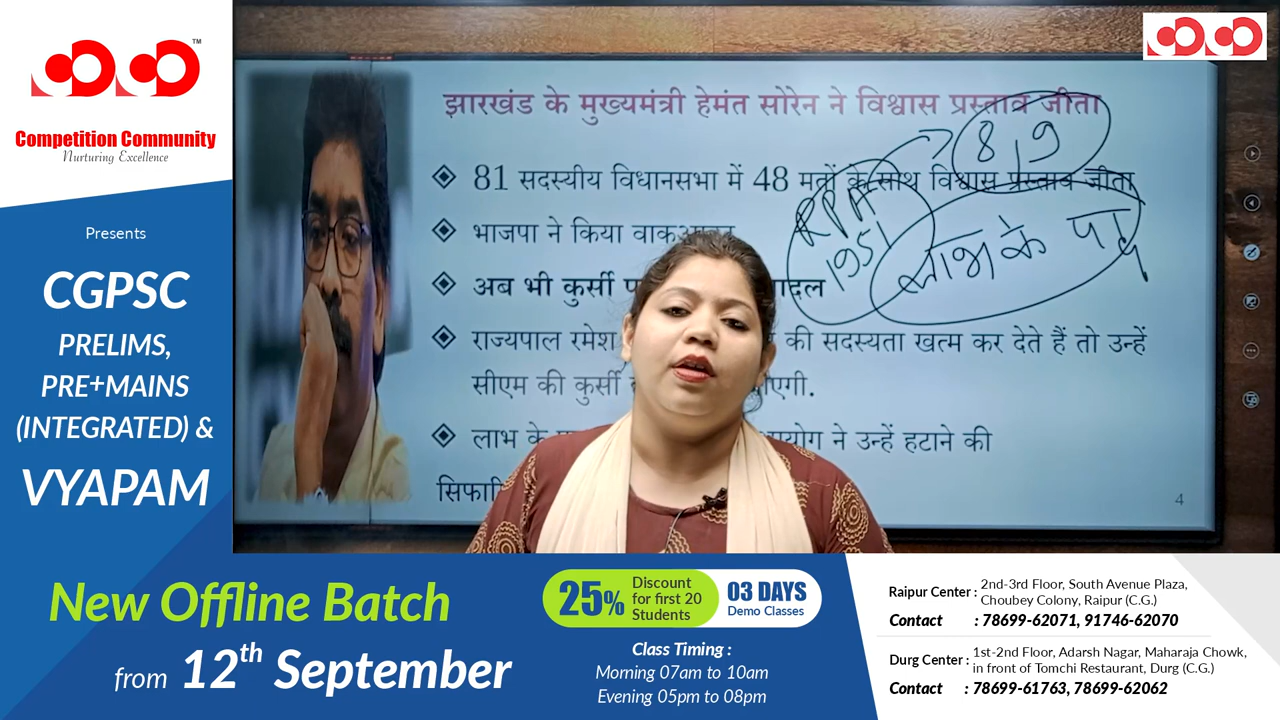 TM
Competition Community
Nurturing Excellence
Presents
CGPSC
PRELIMS,
PRE+MAINS
(INTEGRATED) &
VYAPAM
झारखंड के मुख्यमंत्री हेमंत सोरेन ने विश्वास प्रस्ताव जीता
81 सदस्यीय विधानसभा में 48 मतों के साथ विश्वास प्रस्ताव जीता
भाजपा ने किया
अब भी कुर्सी
राज्यपाल रमेश की सदस्यता खत्म कर देते हैं तो उन्हें
सीएम की कुर्सी
लाभ के ने उन्हें हटाने की
4
8, 9
RPA
1951
लाभ के पद
New Offline Batch
from 12th September
25% Discount for first 20 Students
03 DAYS
Demo Classes
Class Timing :
Morning 07am to 10am
Evening 05pm to 08pm
Raipur Center : 2nd-3rd Floor, South Avenue Plaza,
Choubey Colony, Raipur (C.G.)
Contact : 78699-62071, 91746-62070
Durg Center : 1st-2nd Floor, Adarsh Nagar, Maharaja Chowk,
in front of Tomchi Restaurant, Durg (C.G.)
Contact : 78699-61763, 78699-62062